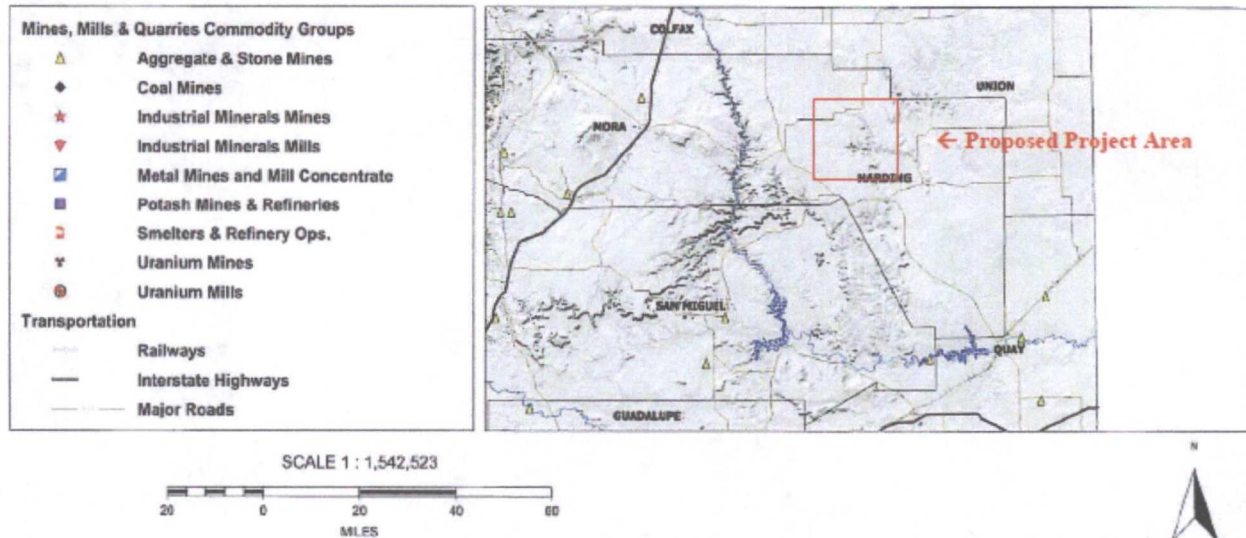 Mines, Mills & Quarries Commodity Groups
Aggregate & Stone Mines
Coal Mines
Industrial Minerals Mines
Industrial Minerals Mills
Metal Mines and Mill Concentrate
Potash Mines & Refineries
Smelters & Refinery Ops.
Uranium Mines
Uranium Mills
Transportation
Railways
Interstate Highways
Major Roads
COLFAX
UNION
MORA
← Proposed Project Area
HARDING
SAN MIGUEL
QUAY
GUADALUPE
SCALE 1 : 1,542,523
20 0 20 40 60
MILES
N